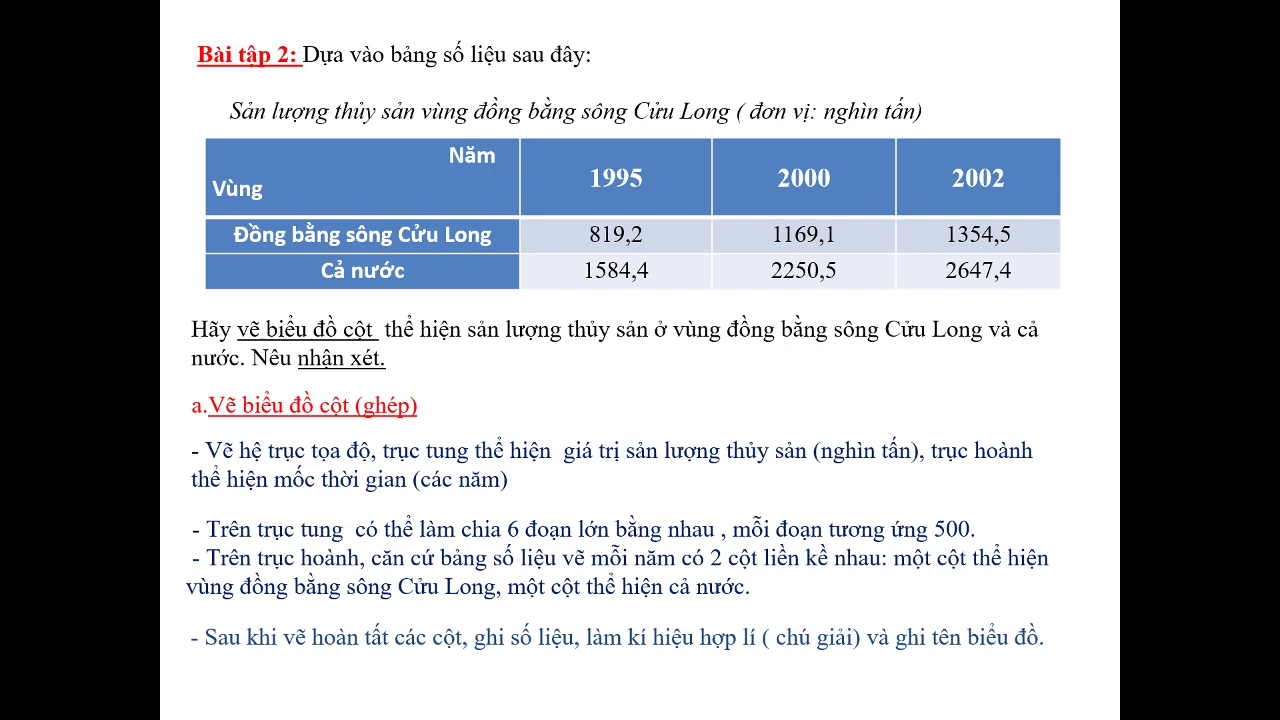 Bài tập 2: Dựa vào bảng số liệu sau đây:
Sản lượng thủy sản vùng đồng bằng sông Cửu Long ( đơn vị: nghìn tấn)
Năm
Vùng
1995 2000 2002
Đồng bằng sông Cửu Long 819,2 1169,1 1354,5
Cả nước 1584,4 2250,5 2647,4
Hãy vẽ biểu đồ cột thể hiện sản lượng thủy sản ở vùng đồng bằng sông Cửu Long và cả
nước. Nêu nhận xét.
a.Vẽ biểu đồ cột (ghép)
- Vẽ hệ trục tọa độ, trục tung thể hiện giá trị sản lượng thủy sản (nghìn tấn), trục hoành
thể hiện mốc thời gian (các năm)
- Trên trục tung có thể làm chia 6 đoạn lớn bằng nhau , mỗi đoạn tương ứng 500.
- Trên trục hoành, căn cứ bảng số liệu vẽ mỗi năm có 2 cột liền kề nhau: một cột thể hiện
vùng đồng bằng sông Cửu Long, một cột thể hiện cả nước.
- Sau khi vẽ hoàn tất các cột, ghi số liệu, làm kí hiệu hợp lí ( chú giải) và ghi tên biểu đồ.